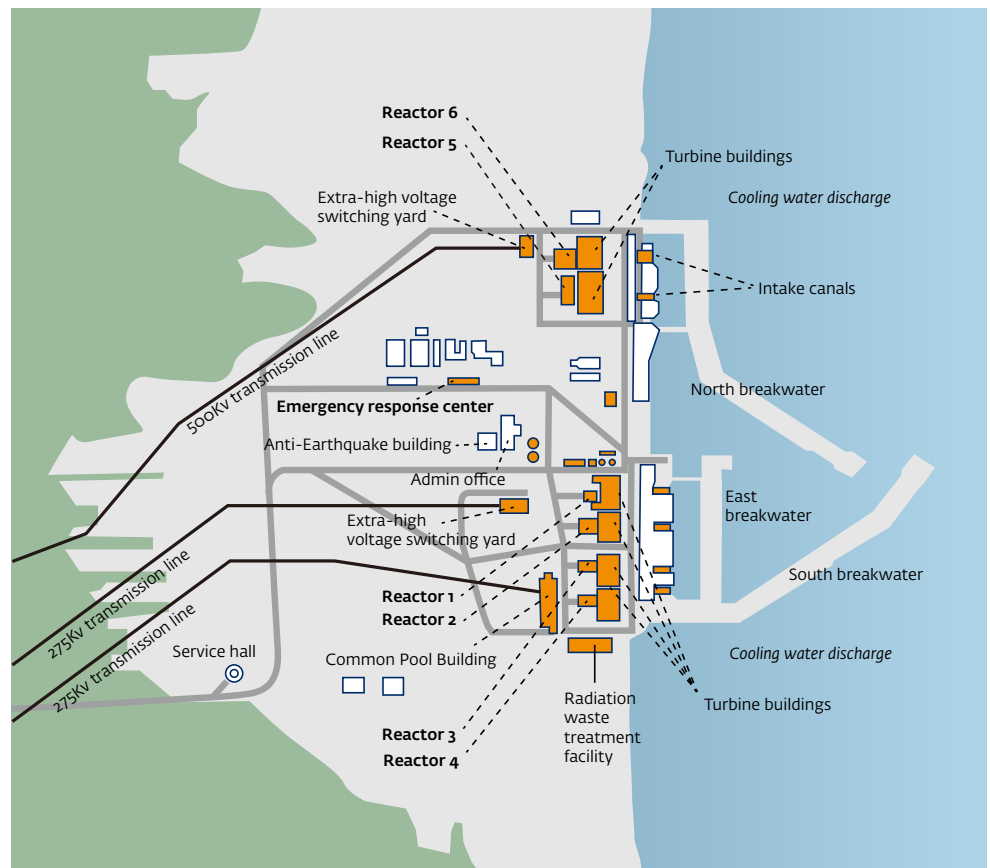 Reactor 6
Reactor 5
Turbine buildings
Extra-high voltage
switching yard
Cooling water discharge
Intake canals
500Kv transmission line
North breakwater
Emergency response center
Anti-Earthquake building
Admin office
East
breakwater
Extra-high
voltage switching yard
South breakwater
275Kv transmission line
Reactor 1
Reactor 2
275Kv transmission line
Service hall
Common Pool Building
Cooling water discharge
Radiation
waste
treatment
facility
Turbine buildings
Reactor 3
Reactor 4